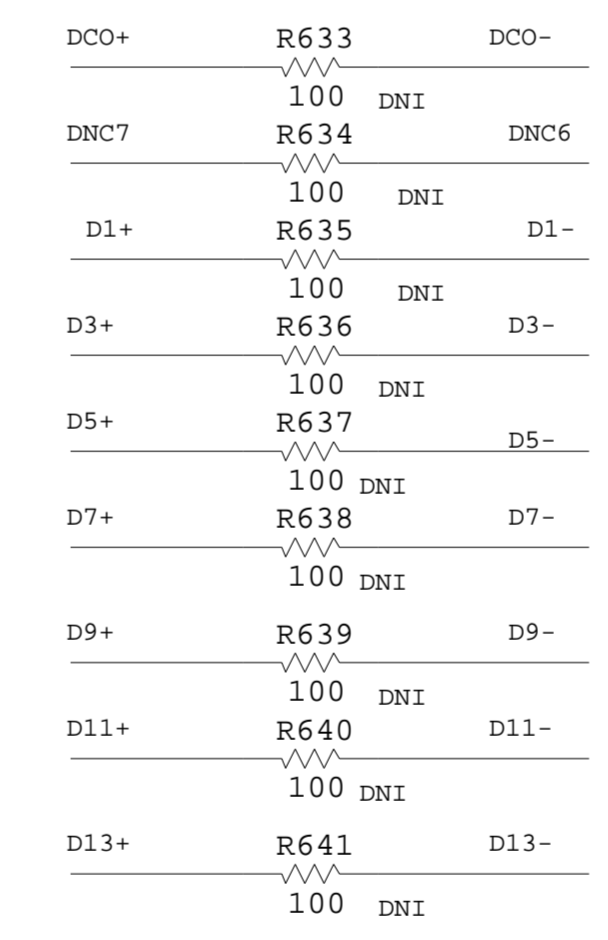 DCO+ R633 DCO-
100 DNI
DNC7 R634 DNC6
100 DNI
D1+ R635 D1-
100 DNI
D3+ R636 D3-
100 DNI
D5+ R637 D5-
100 DNI
D7+ R638 D7-
100 DNI
D9+ R639 D9-
100 DNI
D11+ R640 D11-
100 DNI
D13+ R641 D13-
100 DNI